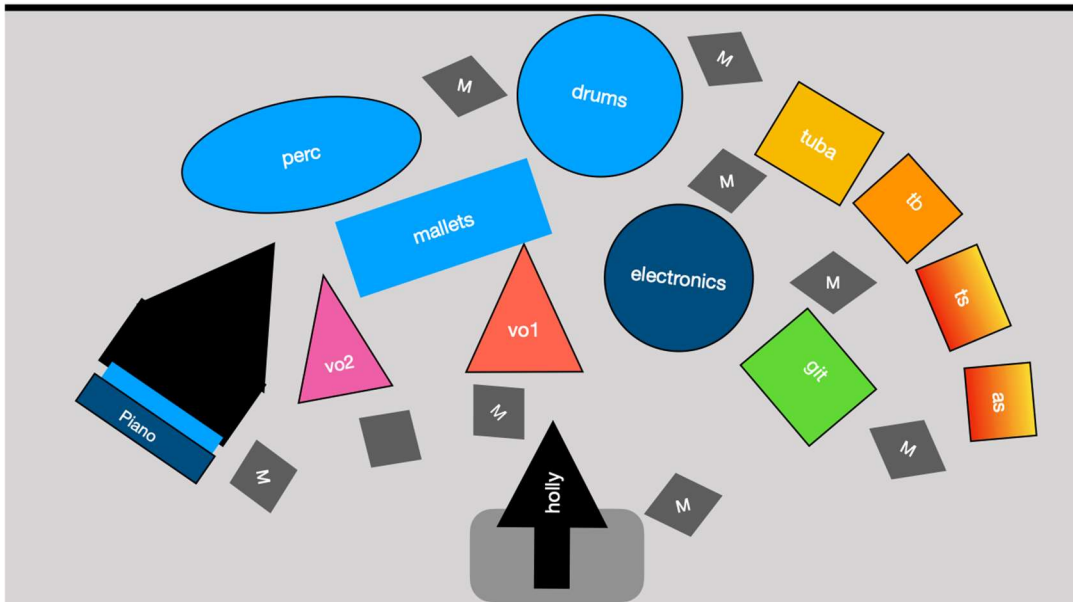 M
drums
M
tuba
perc
M
tb
mallets
electronics
M
ts
vo2
vo1
git
as
Piano
M
M
M
holly
M